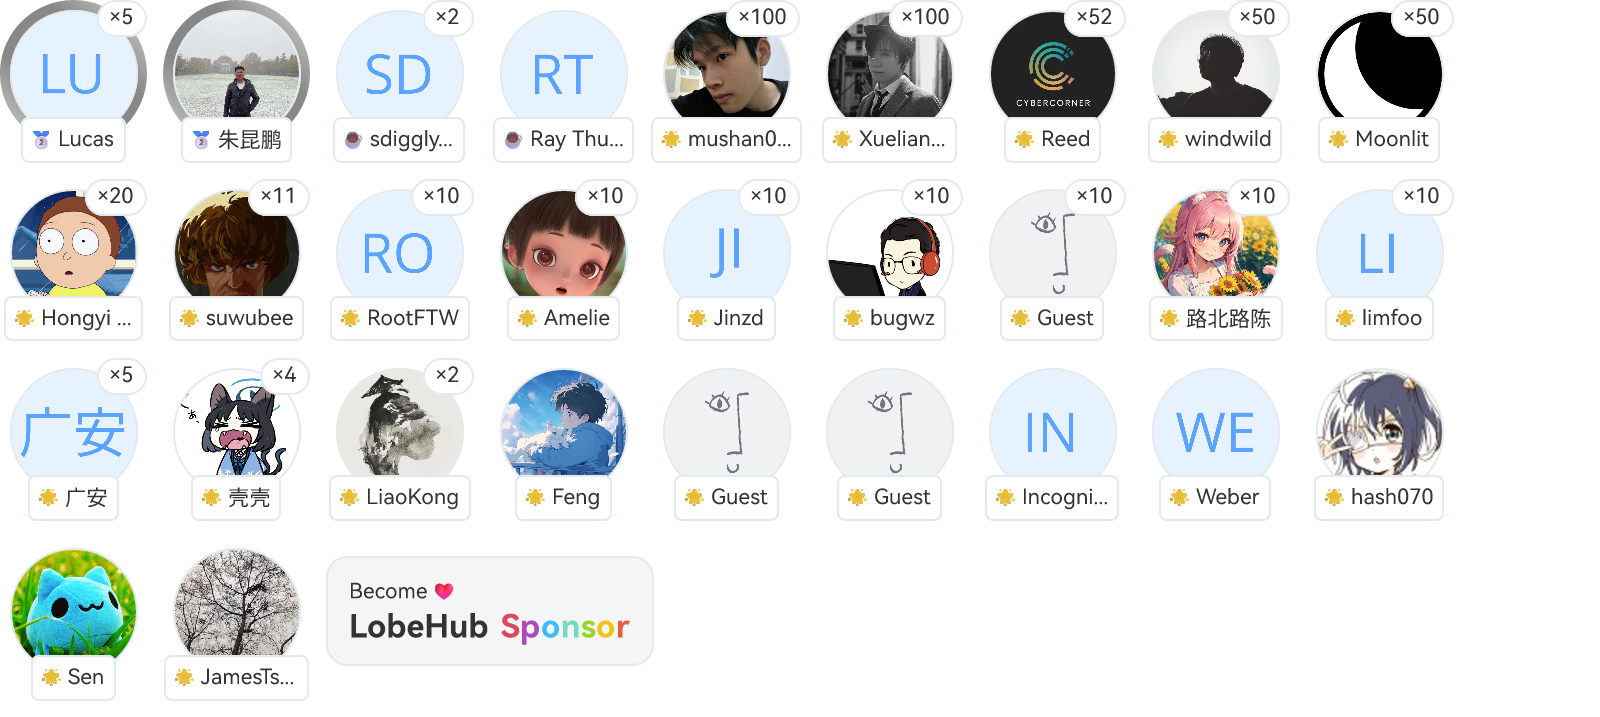 ×5
LU
Lucas
朱昆鹏
×2
SD
sdiggly...
RT
Ray Thu...
×100
mushan0...
×100
Xuelian...
×52
CYBERCORNER
Reed
×50
windwild
×50
Moonlit
×20
Hongyi ...
×11
suwubee
×10
RO
RootFTW
×10
Amelie
×10
JI
Jinzd
×10
bugwz
×10
Guest
×10
路北路陈
×10
LI
limfoo
×5
广安
广安
×4
壳壳
×2
LiaoKong
Feng
Guest
Guest
IN
Incogni...
WE
Weber
hash070
Sen
JamesTs...
Become
LobeHub Sponsor